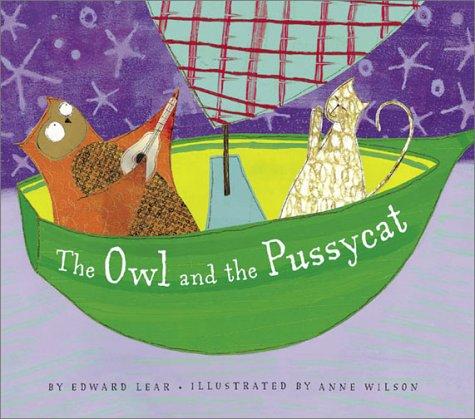 The Owl and the Pussycat
BY EDWARD LEAR • ILLUSTRATED BY ANNE WILSON